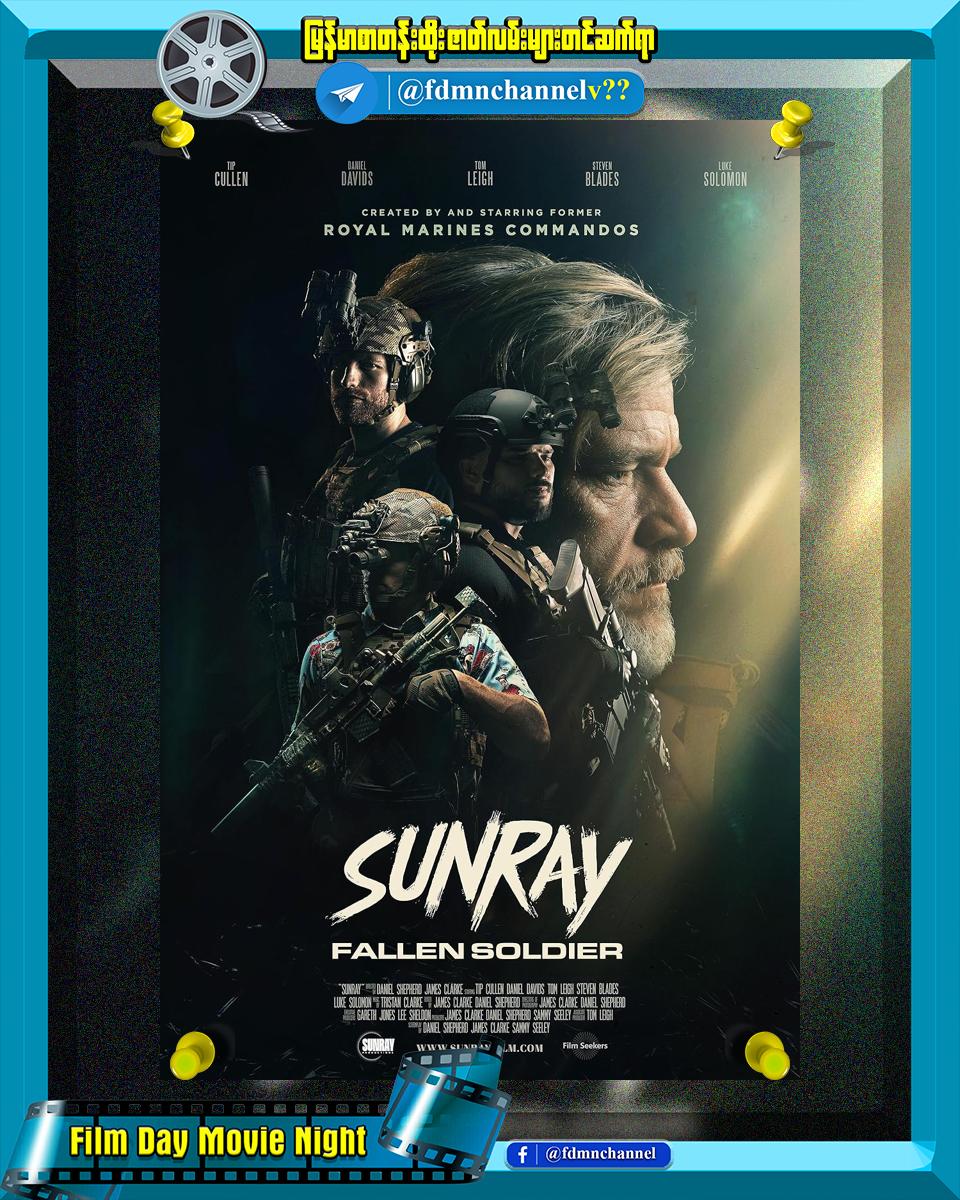 မြန်မာစာတန်းထိုးဇာတ်လမ်းများတင်ဆက်ရာ
@fdmnchannelv??
TIP CULLEN
DANIEL DAVIDS
TOM LEIGH
STEVEN BLADES
LUKE SOLOMON
CREATED BY AND STARRING FORMER
ROYAL MARINES COMMANDOS
SUNRAY
FALLEN SOLDIER
"SUNRAY" DANIEL SHEPHERD JAMES CLARKE TIP CULLEN DANIEL DAVIDS TOM LEIGH STEVEN BLADES
LUKE SOLOMON TRISTAN CLARKE JAMES CLARKE DANIEL SHEPHERD JAMES CLARKE DANIEL SHEPHERD
GARETH JONES LEE SHELDON JAMES CLARKE DANIEL SHEPHERD SAMMY SEELEY TOM LEIGH
DANIEL SHEPHERD JAMES CLARKE SAMMY SEELEY
SUNRAY
Film Seekers
Film Day Movie Night
@fdmnchannel